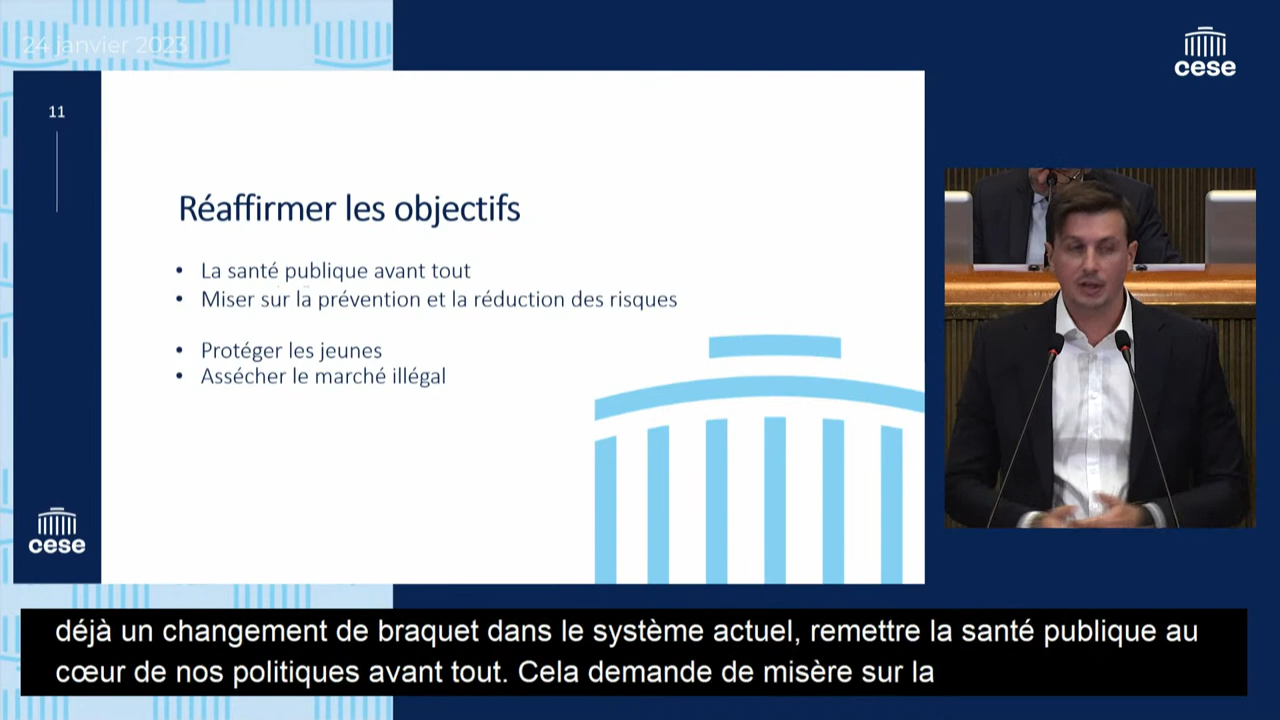 24 janvier 2023
cese
11
Réaffirmer les objectifs
• La santé publique avant tout
• Miser sur la prévention et la réduction des risques
• Protéger les jeunes
• Assécher le marché illégal
cese
déjà un changement de braquet dans le système actuel, remettre la santé publique au
cœur de nos politiques avant tout. Cela demande de misère sur la